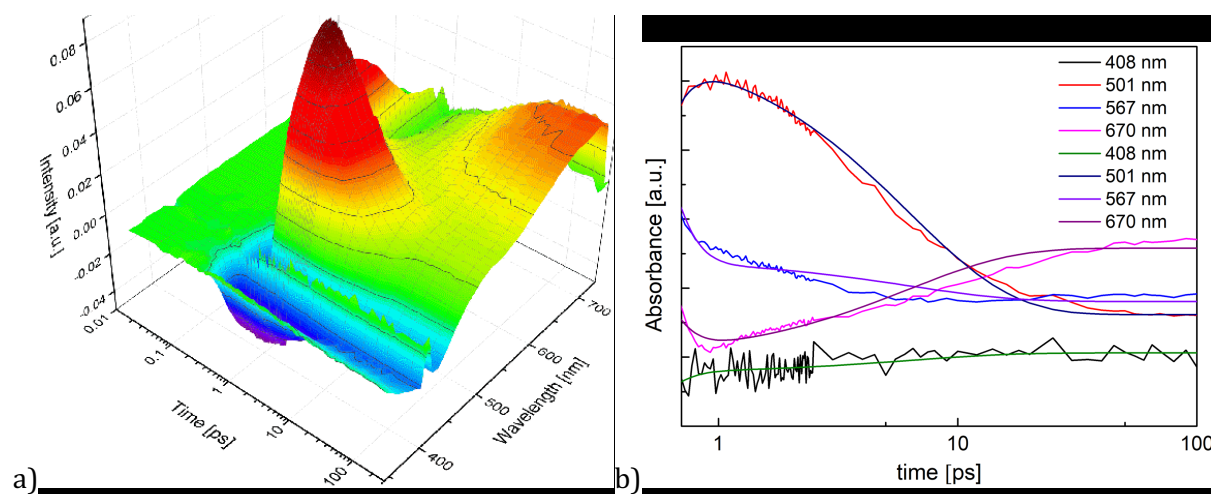 0.08
0.06
0.04
0.02
0.00
-0.02
-0.04
Intensity [a.u.]
0.01
0.1
1
10
100
Time [ps]
400
500
600
700
Wavelength [nm]
a)
408 nm
501 nm
567 nm
670 nm
408 nm
501 nm
567 nm
670 nm
Absorbance [a.u.]
1
10
100
time [ps]
b)